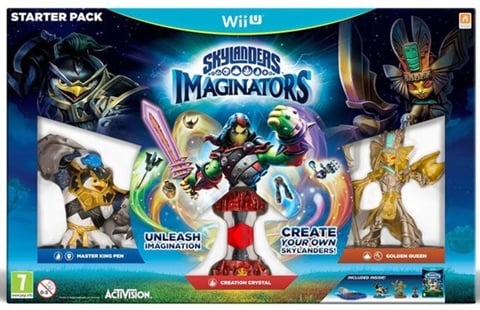 STARTER PACK
WiiU
SKYLANDERS
IMAGINATORS
UNLEASH
IMAGINATION
CREATE
YOUR OWN
SKYLANDERS!
MASTER KING PEN
GOLDEN QUEEN
CREATION CRYSTAL
7
ACTIVISION
INCLUDED INSIDE!